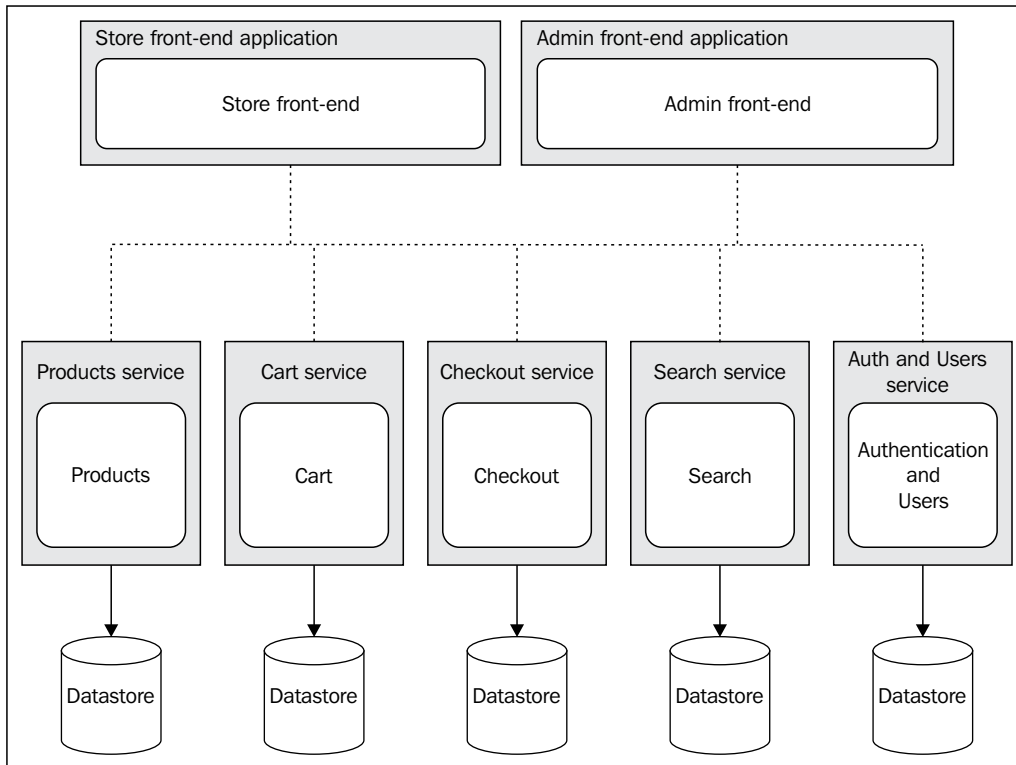 Store front-end application
Admin front-end application
Store front-end
Admin front-end
Products service
Cart service
Checkout service
Search service
Auth and Users
service
Products
Cart
Checkout
Search
Authentication
and
Users
Datastore
Datastore
Datastore
Datastore
Datastore